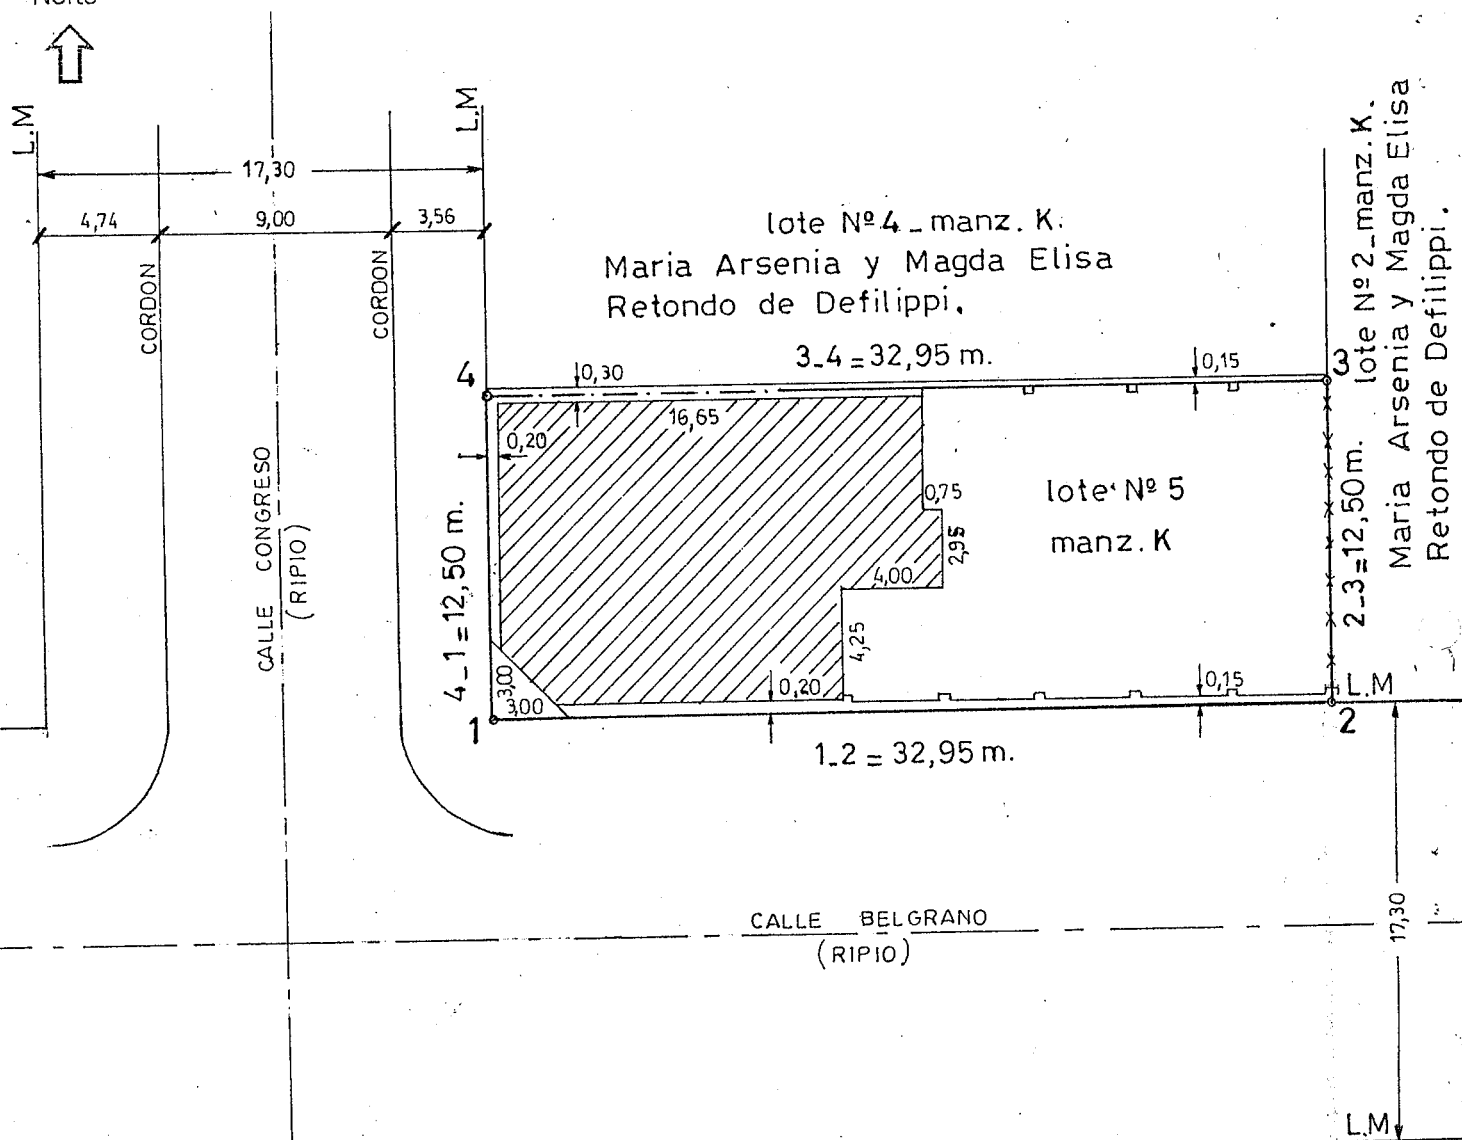 Norte
L.M
L.M
17,30
4,74
9,00
3,56
CORDON
CORDON
lote Nº 4_manz. K.
Maria Arsenia y Magda Elisa
Retondo de Defilippi.
3_4 = 32,95 m.
lote Nº 2_manz. K.
Maria Arsenia y Magda Elisa
Retondo de Defilippi.
4
0,30
0,15
3
16,65
0,20
0,75
lote Nº 5
manz. K
2,95
4,00
4,25
CALLE CONGRESO
(RIPIO)
4_1 = 12,50 m.
2_3 = 12,50 m.
3,00
3,00
0,20
0,15
L.M
1
2
1_2 = 32,95 m.
CALLE BELGRANO
(RIPIO)
17,30
L.M